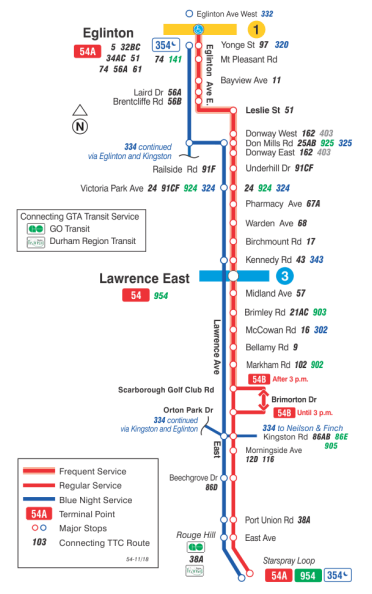 Eglinton Ave West 332
Eglinton
1
54A
5 32BC
34AC 51
74 56A 61
354
74 141
Eglinton Ave E.
Yonge St 97 320
Mt Pleasant Rd
Bayview Ave 11
Laird Dr 56A
Brentcliffe Rd 56B
Leslie St 51
N
Donway West 162 403
Don Mills Rd 25AB 925 325
Donway East 162 403
334 continued
via Eglinton and Kingston
Underhill Dr 91CF
Railside Rd 91F
Victoria Park Ave 24 91CF 924 324
24 924 324
Pharmacy Ave 67A
Connecting GTA Transit Service
GO Transit
Durham Region Transit
Warden Ave 68
Birchmount Rd 17
Kennedy Rd 43 343
Lawrence East
3
54 954
Midland Ave 57
Brimley Rd 21AC 903
McCowan Rd 16 302
Lawrence Ave
Bellamy Rd 9
Markham Rd 102 902
54B After 3 p.m.
Scarborough Golf Club Rd
Brimorton Dr
Orton Park Dr
54B Until 3 p.m.
334 continued
via Kingston and Eglinton
334 to Neilson & Finch
Kingston Rd 86AB 86E
905
East
Morningside Ave
12D 116
Frequent Service
Regular Service
Blue Night Service
54A Terminal Point
Major Stops
103 Connecting TTC Route
54-11/18
Beechgrove Dr
86D
Port Union Rd 38A
Rouge Hill
East Ave
GO
38A
Starspray Loop
54A 954 354